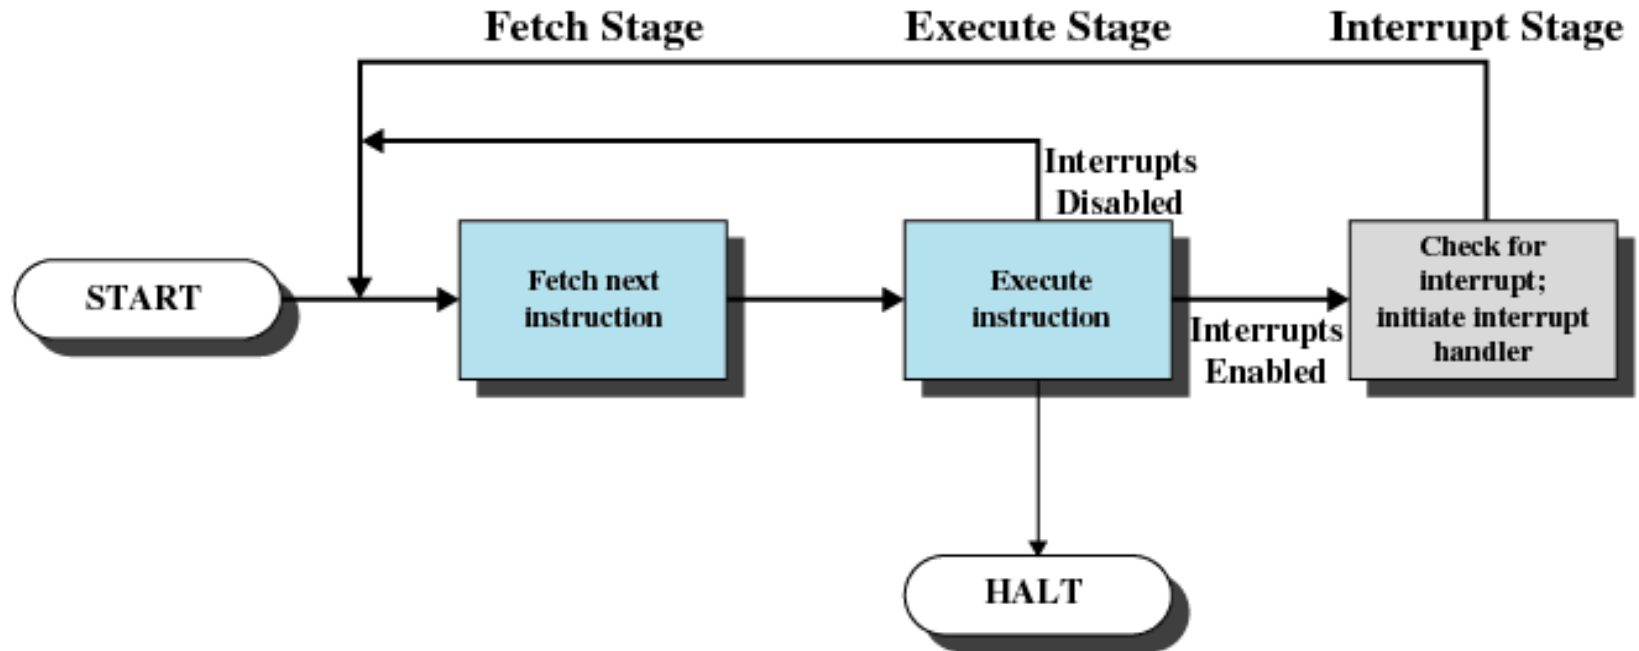 Fetch Stage
Execute Stage
Interrupt Stage
Interrupts
Disabled
START
Fetch next
instruction
Execute
instruction
Interrupts
Enabled
Check for
interrupt;
initiate interrupt
handler
HALT